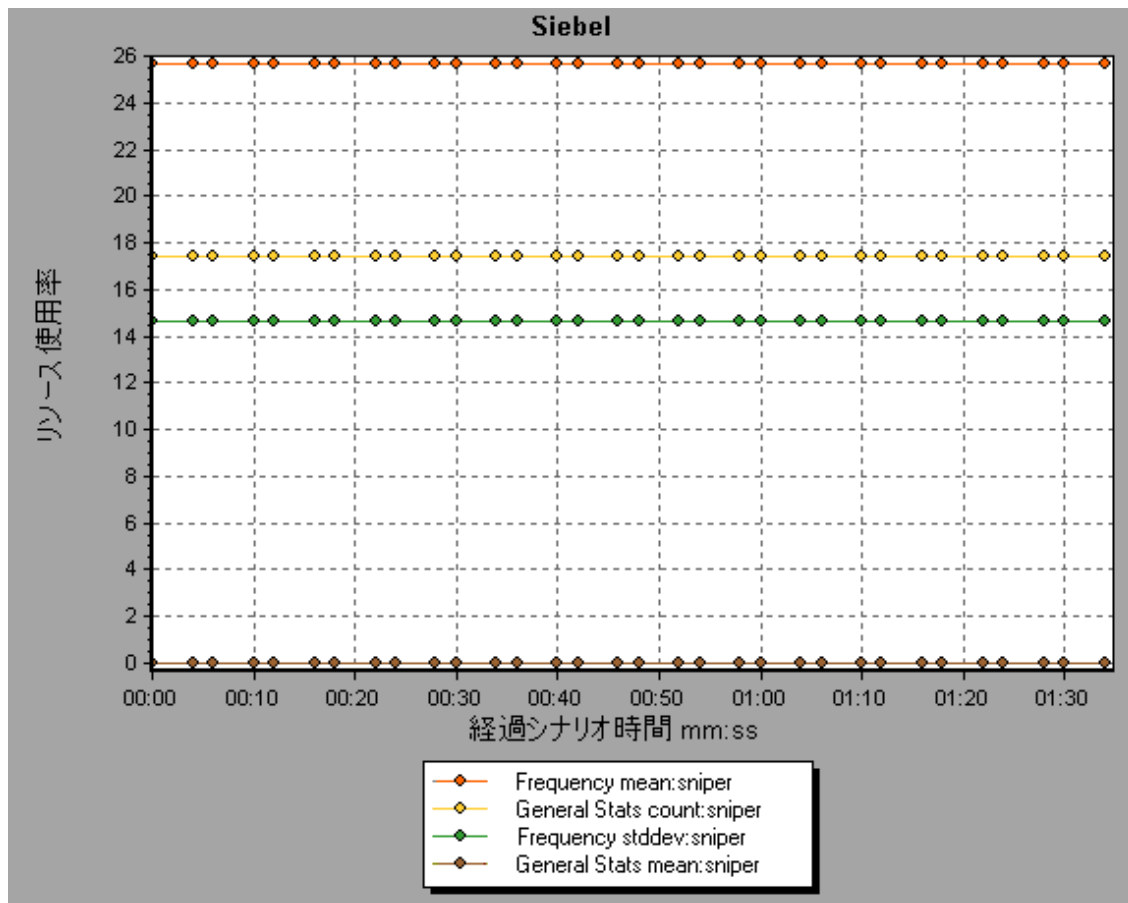 Siebel
リソース使用率
26
24
22
20
18
16
14
12
10
8
6
4
2
0
00:00 00:10 00:20 00:30 00:40 00:50 01:00 01:10 01:20 01:30
経過シナリオ時間 mm:ss
Frequency mean:sniper
General Stats count:sniper
Frequency stddev:sniper
General Stats mean:sniper